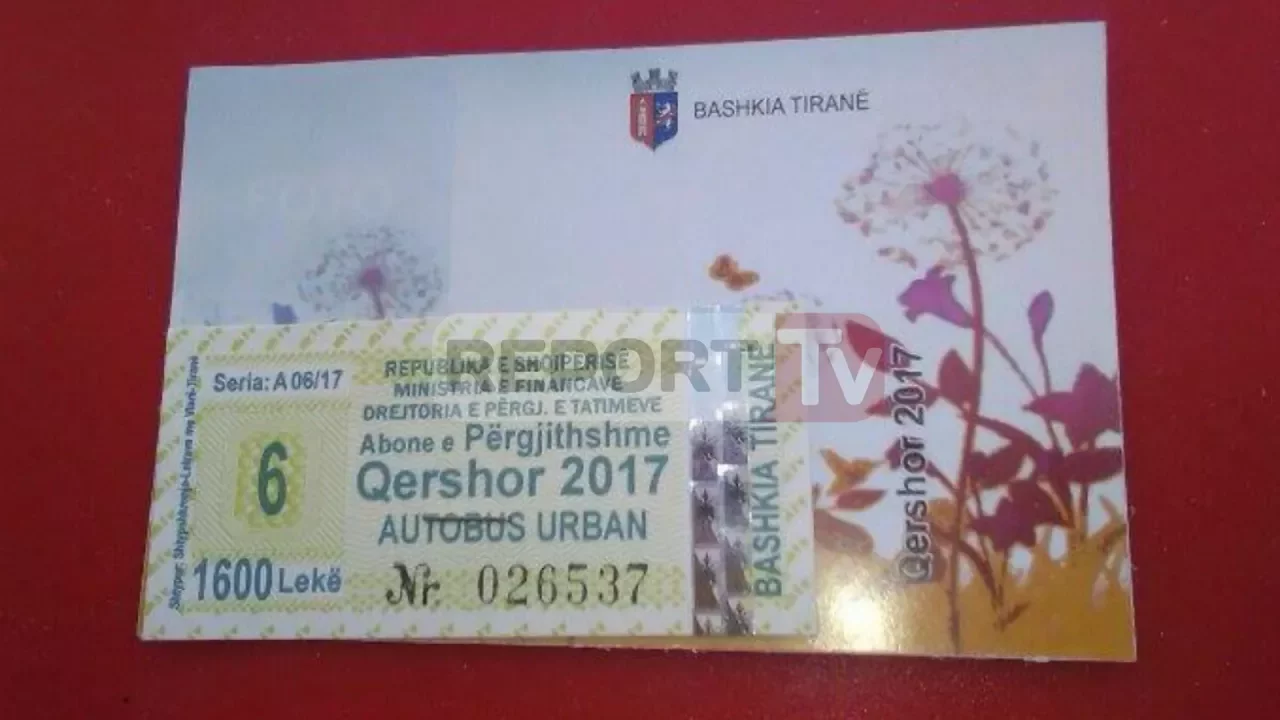 BASHKIA TIRANË
REPORT Tv
Seria: A 06/17
REPUBLIKA E SHQIPERISË
MINISTRIA E FINANCAVE
DREJTORIA E PËRGJ. E TATIMEVE
Abone e Përgjithshme
Qershor 2017
AUTOBUS URBAN
Nr. 026537
6
1600 Lekë
BASHKIA TIRANË
Qershor 2017